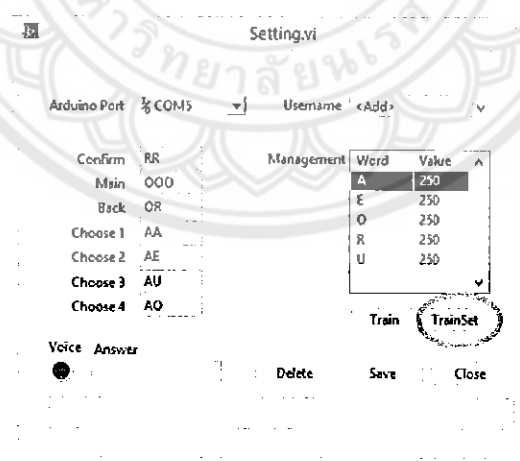 Setting.vi
Arduino Port COM5 Username <Add>
Confirm RR Management Word Value
Main OOO A 250
Back OR E 250
Choose 1 AA O 250
Choose 2 AE R 250
Choose 3 AU U 250
Choose 4 AO
Train TrainSet
Voice Answer
Delete Save Close